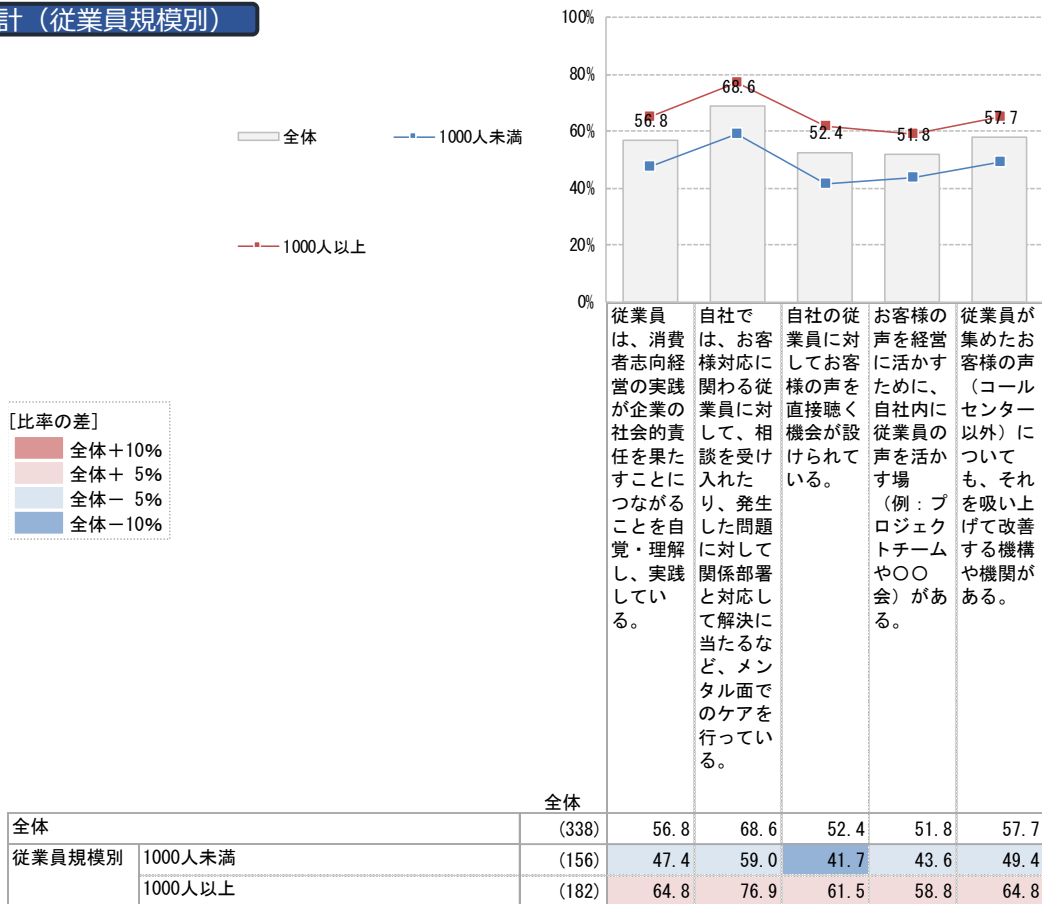 計（従業員規模別）
100%
80%
60%
40%
20%
0%
全体
1000人未満
1000人以上
56.8
68.6
52.4
51.8
57.7
[比率の差]
全体＋10%
全体＋ 5%
全体－ 5%
全体－10%
従業員
は、消費
者志向経
営の実践
が企業の
社会的責
任を果た
すことに
つながる
ことを自
覚・理解
し、実践
してい
る。
自社で
は、お客
様対応に
関わる従
業員に対
して、相
談を受け
入れた
り、発生
した問題
に対して
関係部署
と対応し
て解決に
当たるな
ど、メン
タル面で
のケアを
行ってい
る。
自社の従
業員に対
してお客
様の声を
直接聴く
機会が設
けられて
いる。
お客様の
声を経営
に活かす
ために、
自社内に
従業員の
声を活か
す場
（例：プ
ロジェク
トチーム
や〇〇
会）があ
る。
従業員が
集めたお
客様の声
（コール
センター
以外）に
ついて
も、それ
を吸い上
げて改善
する機構
や機関が
ある。
全体
全体 (338) 56.8 68.6 52.4 51.8 57.7
従業員規模別 1000人未満 (156) 47.4 59.0 41.7 43.6 49.4
1000人以上 (182) 64.8 76.9 61.5 58.8 64.8